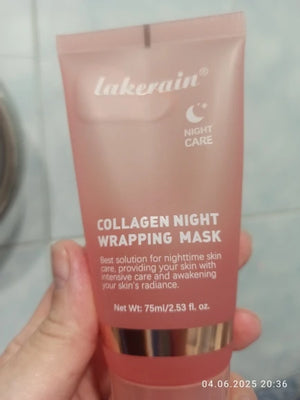 lakerain®
NIGHT
CARE
COLLAGEN NIGHT
WRAPPING MASK
Best solution for nighttime skin
care, providing your skin with
intensive care and awakening
your skin's radiance.
Net Wt: 75ml/2.53 fl. oz.
04.06.2025 20:36